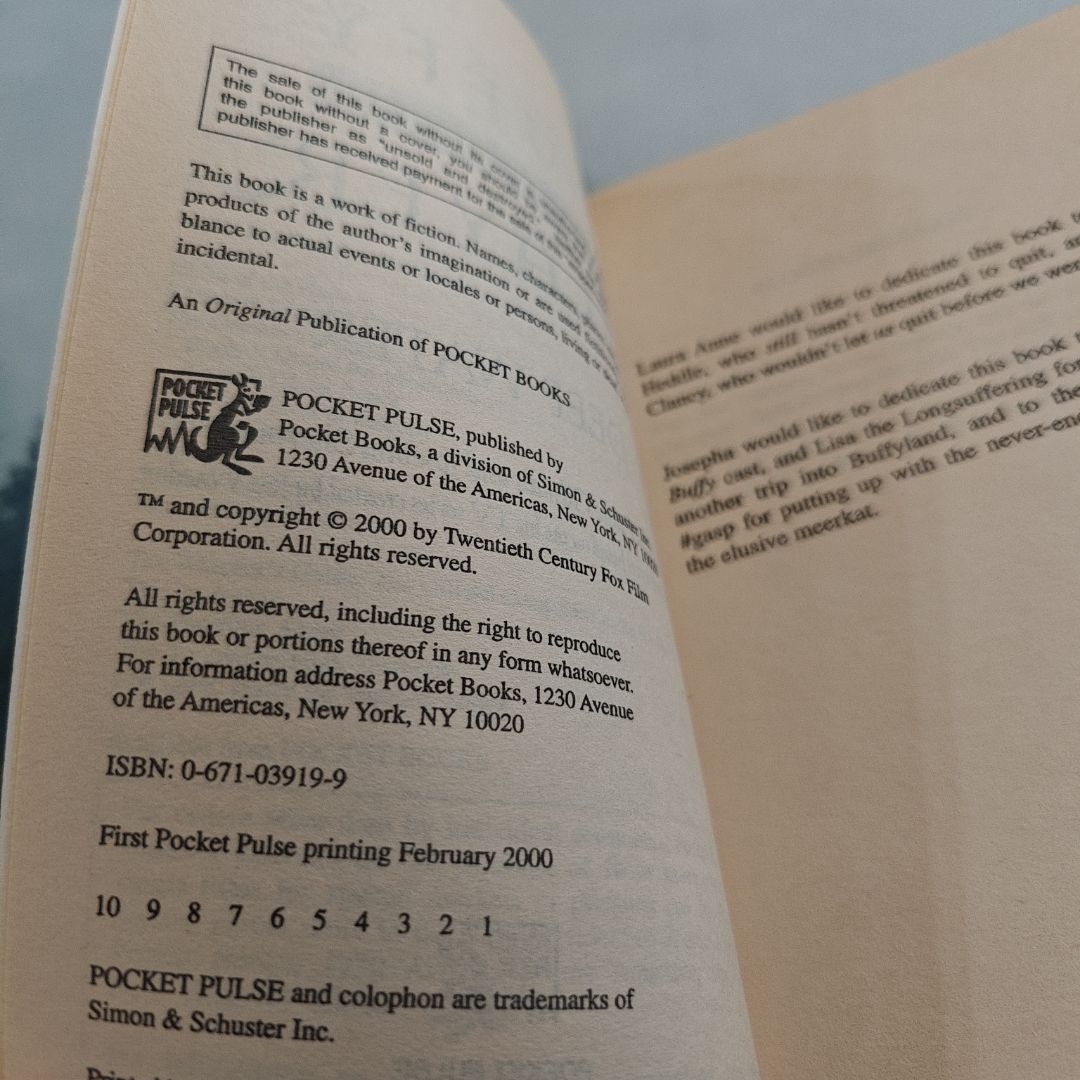 The sale of this book without its cover is
this book without a cover, you should be
the publisher as "unsold and destroyed."
publisher has received payment for the sale of this
This book is a work of fiction. Names, characters,
products of the author's imagination or are used
blance to actual events or locales or persons, living or
incidental.
An Original Publication of POCKET BOOKS
POCKET
PULSE
POCKET PULSE, published by
Pocket Books, a division of Simon & Schuster Inc.
1230 Avenue of the Americas, New York, NY
™ and copyright © 2000 by Twentieth Century Fox Film
Corporation. All rights reserved.
All rights reserved, including the right to reproduce
this book or portions thereof in any form whatsoever.
For information address Pocket Books, 1230 Avenue
of the Americas, New York, NY 10020
ISBN: 0-671-03919-9
First Pocket Pulse printing February 2000
10 9 8 7 6 5 4 3 2 1
POCKET PULSE and colophon are trademarks of
Simon & Schuster Inc.
Laura Anne would like to dedicate this book
Heddle, who still hasn't threatened to quit,
Clancy, who wouldn't let us quit before we
Josepha would like to dedicate this book
Buffy cast, and Lisa the Longsuffering for
another trip into Buffyland, and to the
#gasp for putting up with the
the elusive meerkat.